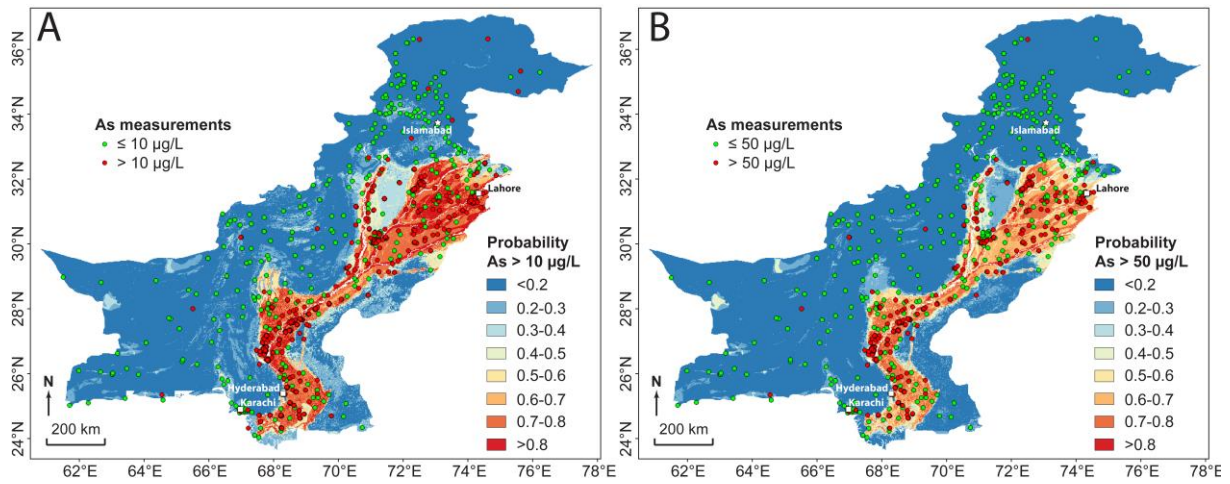 A
36°N
34°N
32°N
30°N
28°N
26°N
24°N
As measurements
≤ 10 µg/L
> 10 µg/L
Islamabad
Lahore
Hyderabad
Karachi
Probability
As > 10 µg/L
<0.2
0.2-0.3
0.3-0.4
0.4-0.5
0.5-0.6
0.6-0.7
0.7-0.8
>0.8
N
200 km
62°E 64°E 66°E 68°E 70°E 72°E 74°E 76°E 78°E
B
36°N
34°N
32°N
30°N
28°N
26°N
24°N
As measurements
≤ 50 µg/L
> 50 µg/L
Islamabad
Lahore
Hyderabad
Karachi
Probability
As > 50 µg/L
<0.2
0.2-0.3
0.3-0.4
0.4-0.5
0.5-0.6
0.6-0.7
0.7-0.8
>0.8
N
200 km
62°E 64°E 66°E 68°E 70°E 72°E 74°E 76°E 78°E